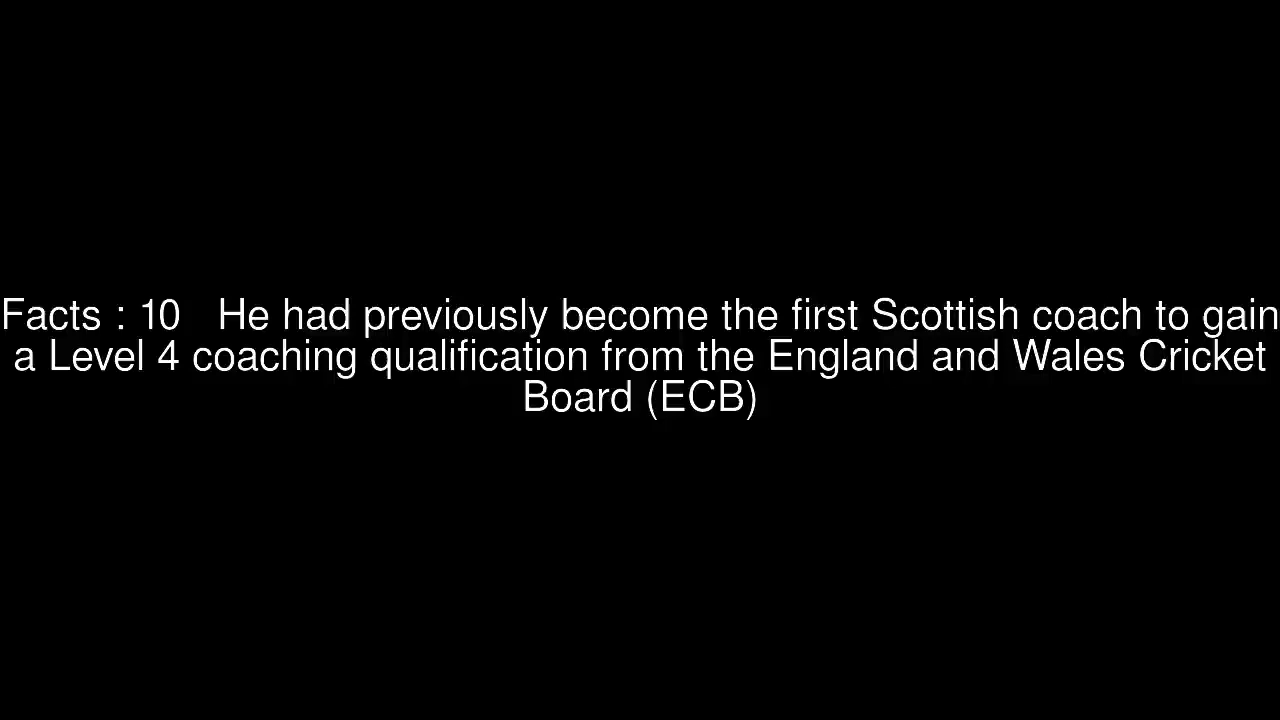 Facts : 10   He had previously become the first Scottish coach to gain
a Level 4 coaching qualification from the England and Wales Cricket
Board (ECB)